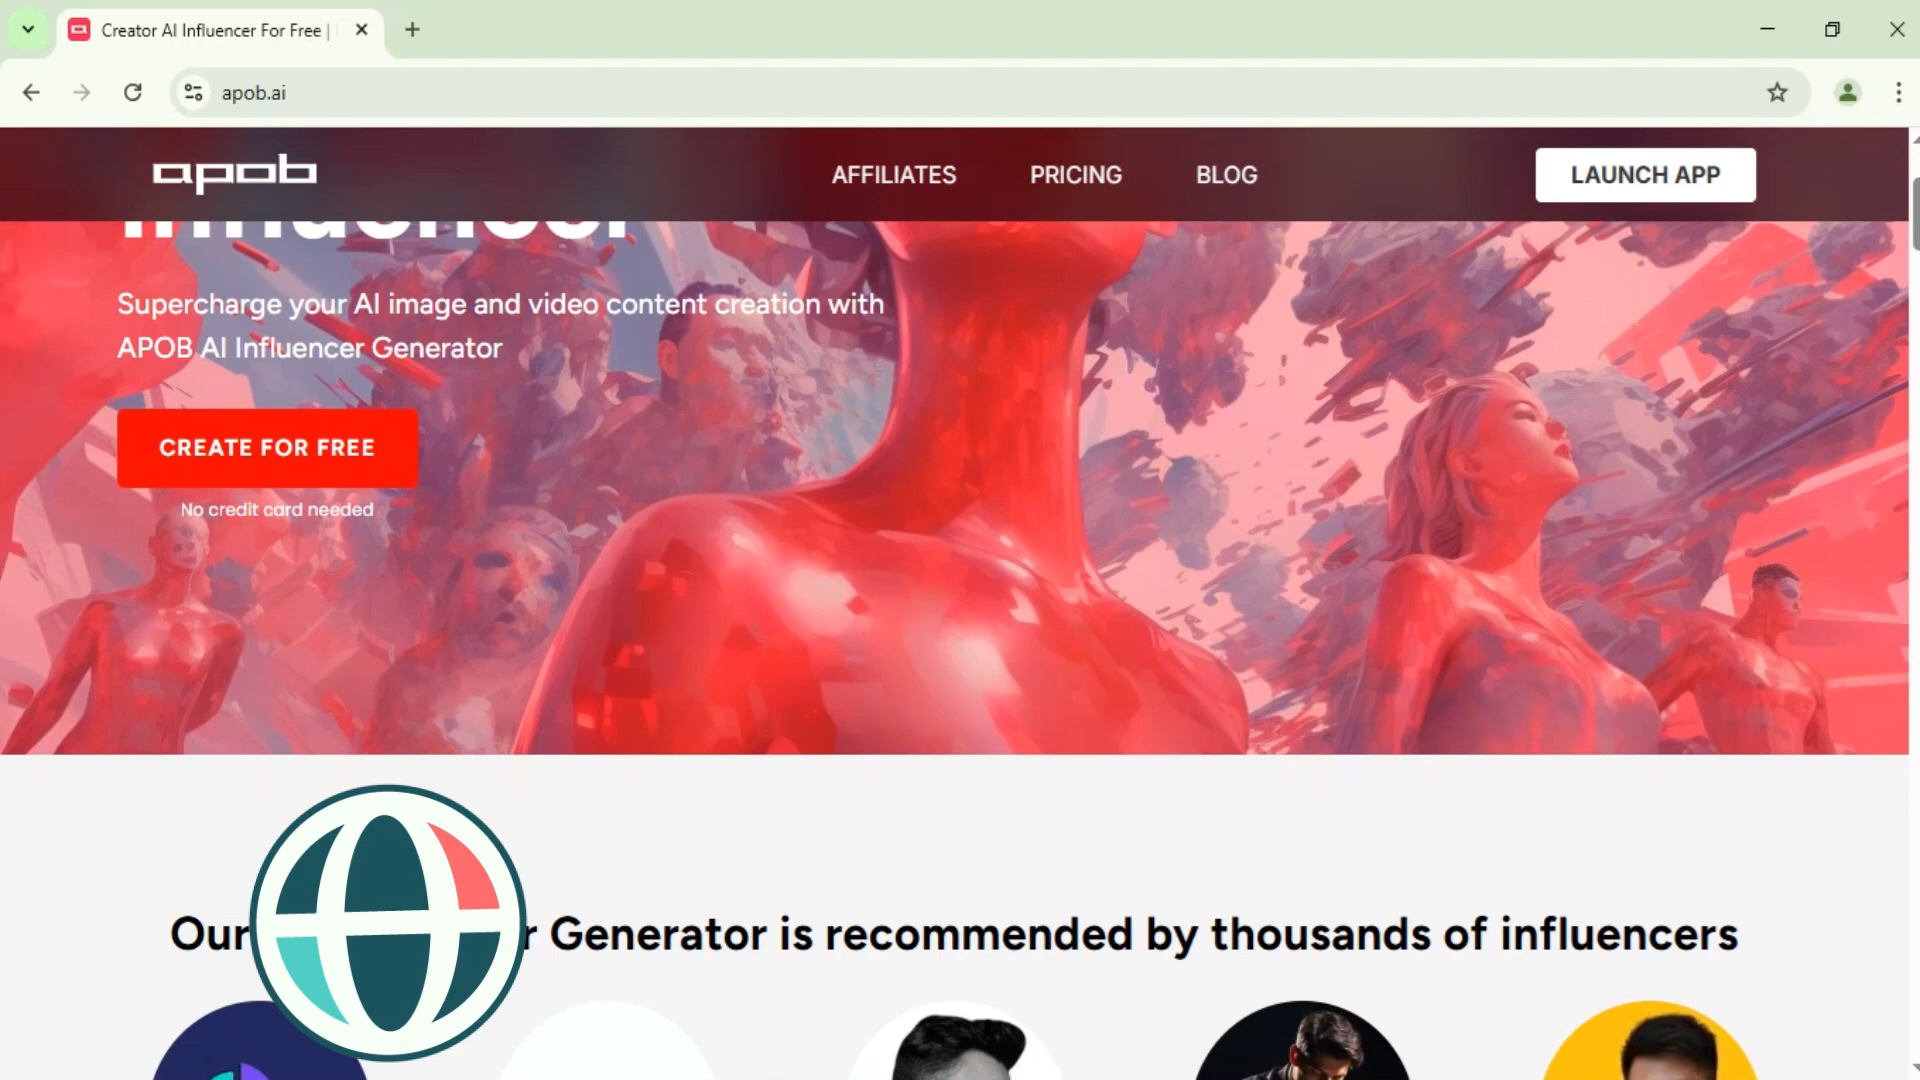 Creator AI Influencer For Free |
apob.ai
apob
AFFILIATES
PRICING
BLOG
LAUNCH APP
Influencer
Supercharge your AI image and video content creation with
APOB AI Influencer Generator
CREATE FOR FREE
No credit card needed
Our
r Generator is recommended by thousands of influencers